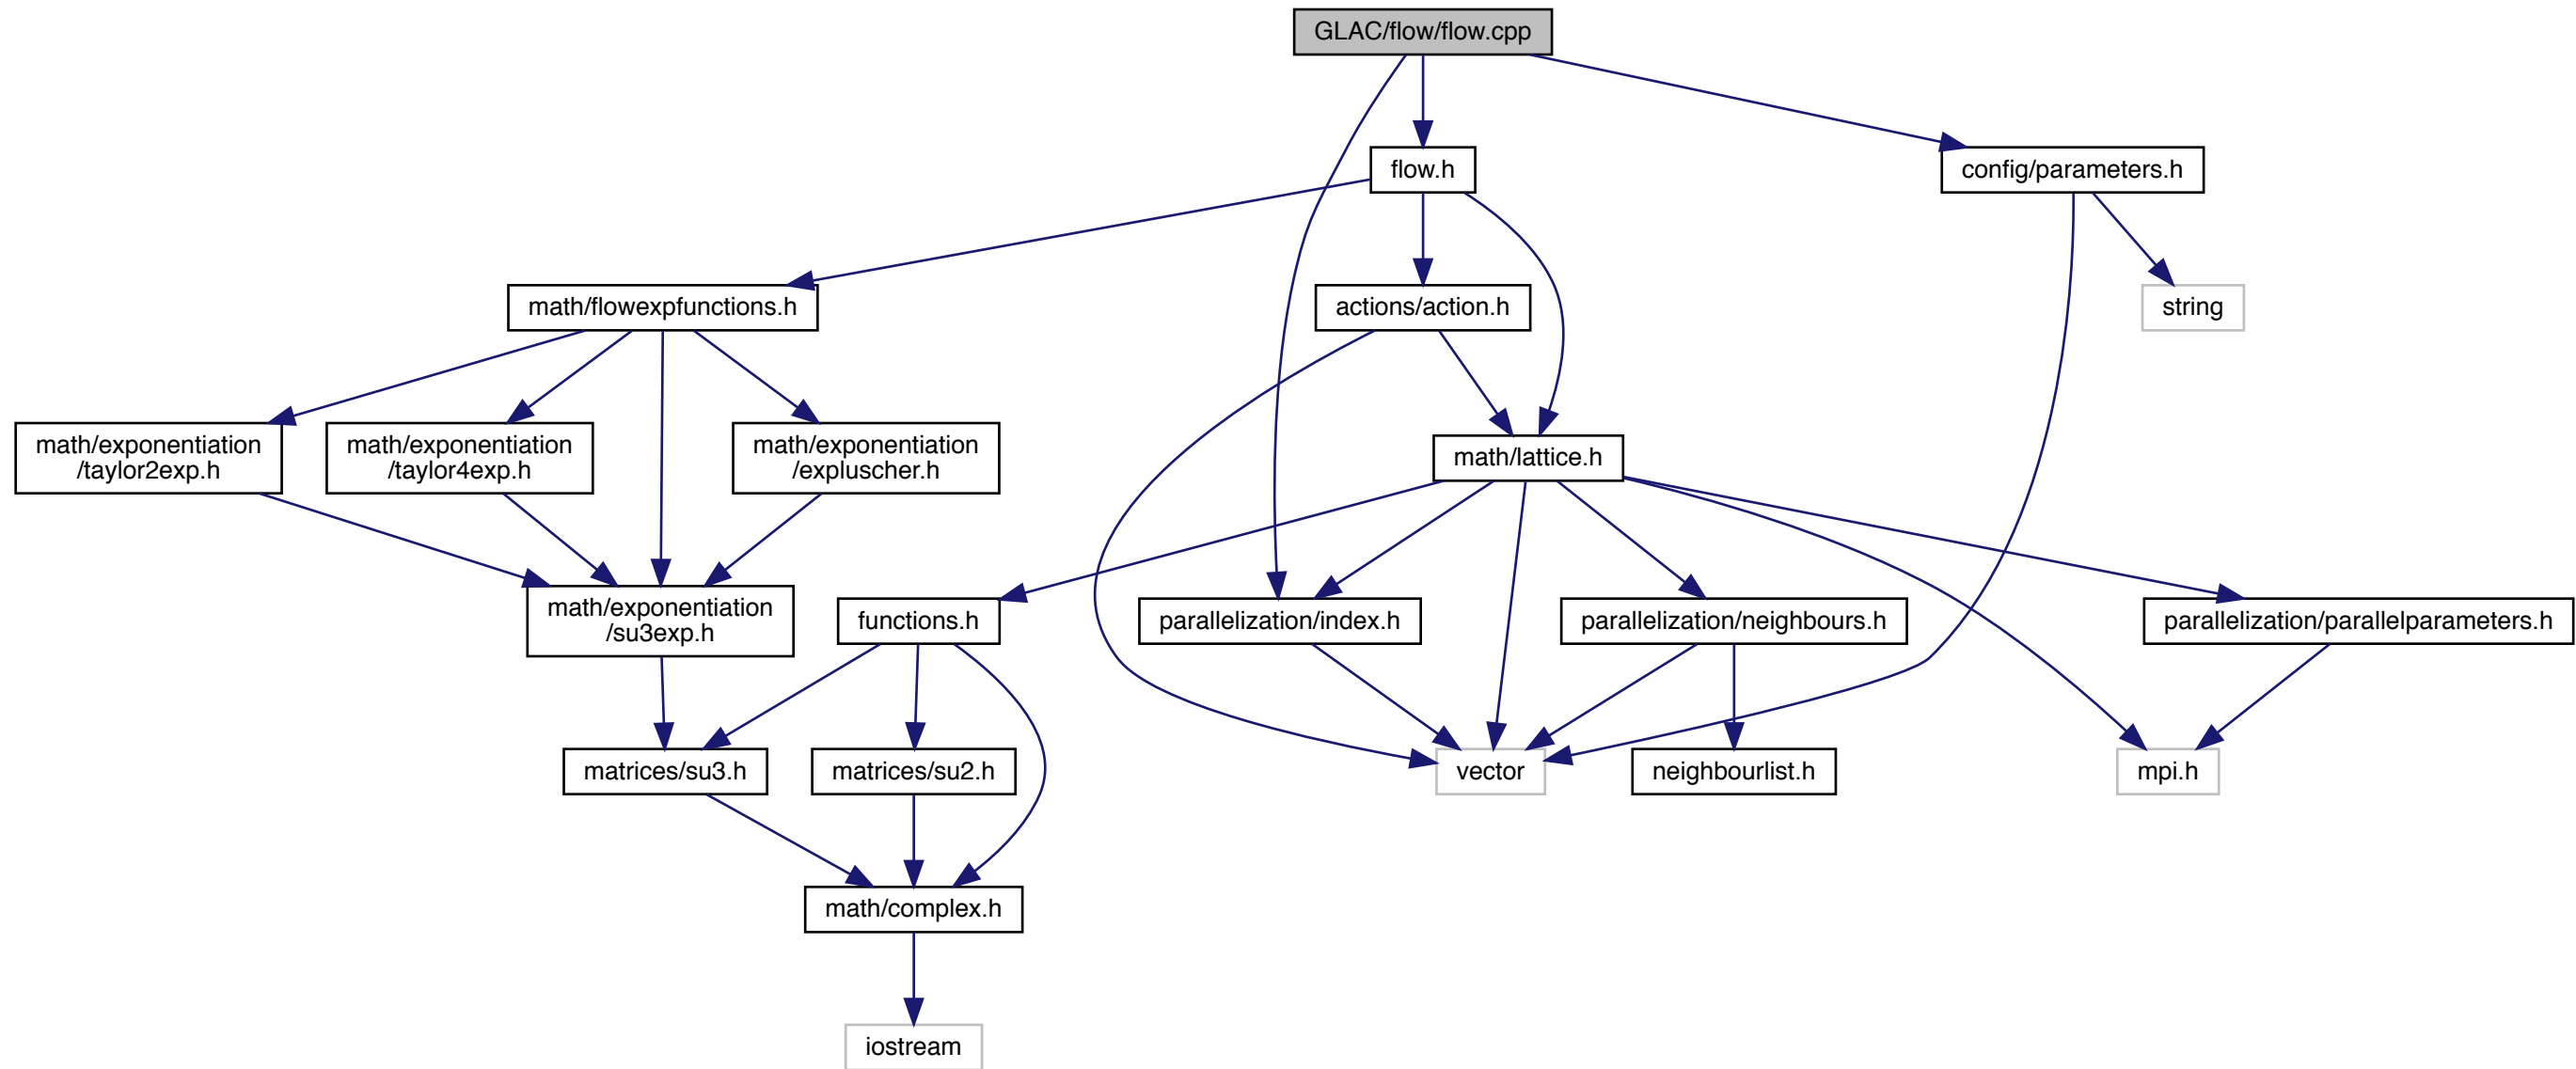 GLAC/flow/flow.cpp
flow.h
config/parameters.h
math/flowexpfunctions.h
actions/action.h
string
math/exponentiation
/taylor2exp.h
math/exponentiation
/taylor4exp.h
math/exponentiation
/expluscher.h
math/lattice.h
math/exponentiation
/su3exp.h
functions.h
parallelization/index.h
parallelization/neighbours.h
parallelization/parallelparameters.h
matrices/su3.h
matrices/su2.h
vector
neighbourlist.h
mpi.h
math/complex.h
iostream